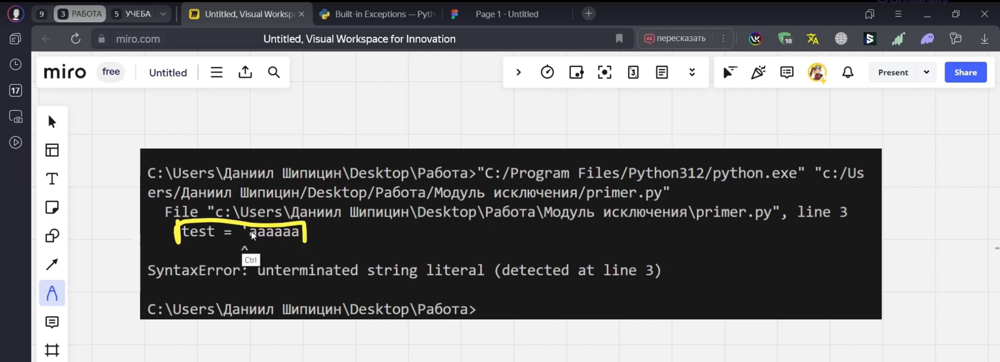 9
3 РАБОТА
5 УЧЕБА
Untitled, Visual Worksp
Built-in Exceptions — Pyth
Page 1 - Untitled
miro.com
Untitled, Visual Workspace for Innovation
пересказать
10
miro
free
Untitled
3
Present
Share
17
C:\Users\Даниил Шипицин\Desktop\Работа>"C:/Program Files/Python312/python.exe" "c:/Us
ers/Даниил Шипицин/Desktop/Работа/Модуль исключения/primer.py"
File "c:\Users\Даниил Шипицин\Desktop\Работа\Модуль исключения\primer.py", line 3
test = 'aaaaaa
^
Ctrl
SyntaxError: unterminated string literal (detected at line 3)
C:\Users\Даниил Шипицин\Desktop\Работа>